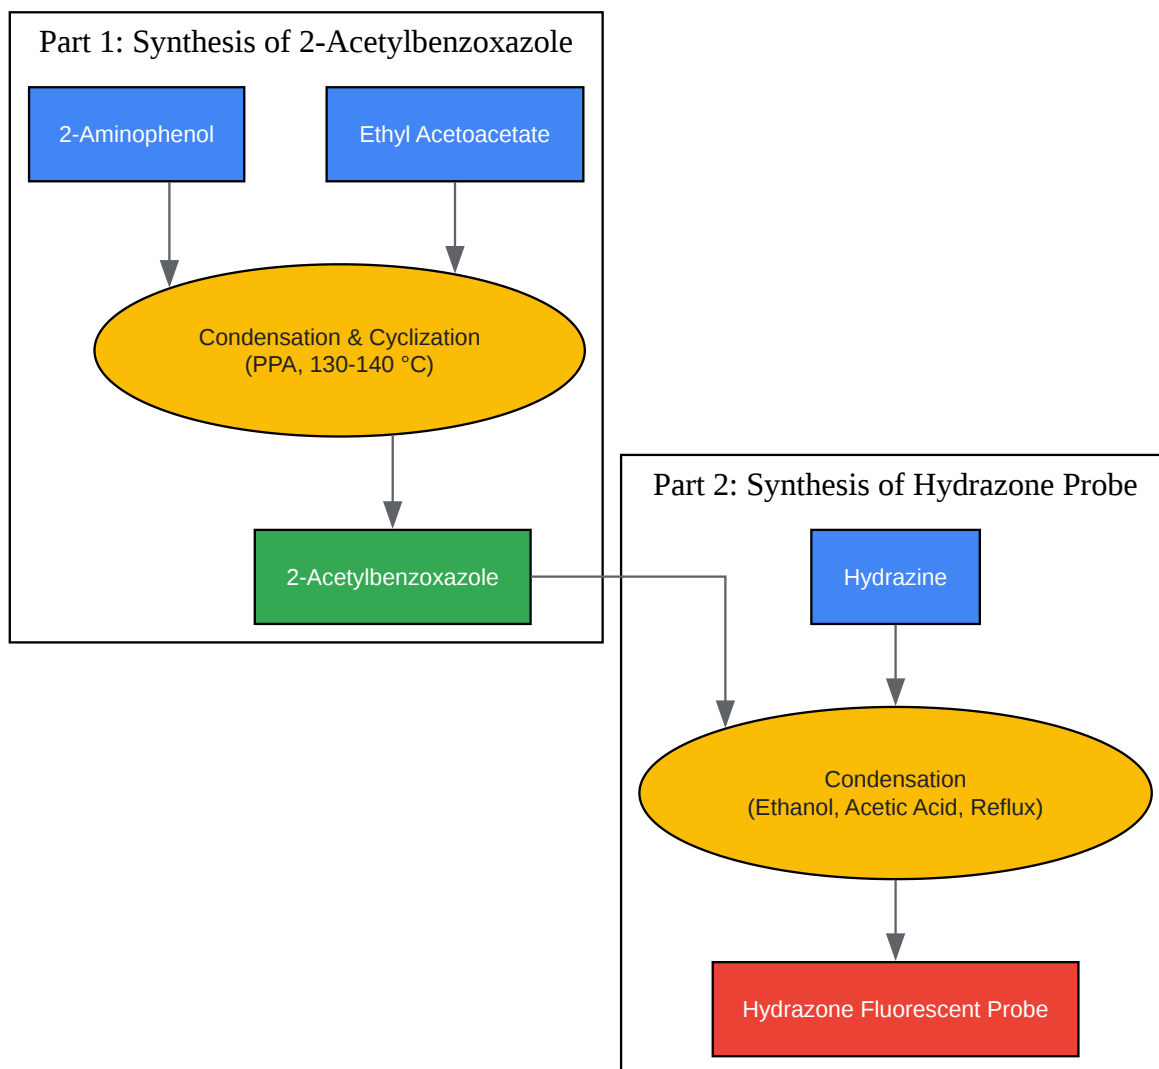 Part 1: Synthesis of 2-Acetylbenzoxazole
2-Aminophenol
Ethyl Acetoacetate
Condensation & Cyclization
(PPA, 130-140 °C)
2-Acetylbenzoxazole
Part 2: Synthesis of Hydrazone Probe
Hydrazine
Condensation
(Ethanol, Acetic Acid, Reflux)
Hydrazone Fluorescent Probe